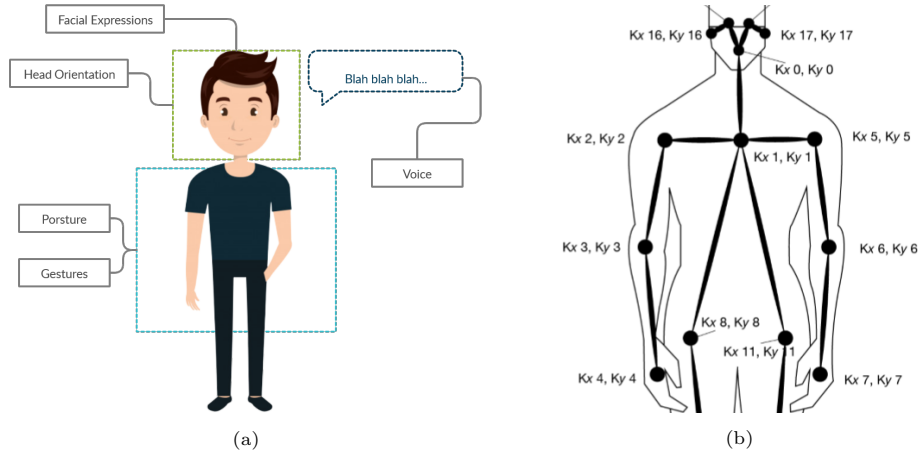 Facial Expressions
Head Orientation
Blah blah blah...
Voice
Porsture
Gestures
(a)
Kx 16, Ky 16
Kx 17, Ky 17
Kx 0, Ky 0
Kx 2, Ky 2
Kx 5, Ky 5
Kx 1, Ky 1
Kx 3, Ky 3
Kx 6, Ky 6
Kx 8, Ky 8
Kx 11, Ky 11
Kx 4, Ky 4
Kx 7, Ky 7
(b)